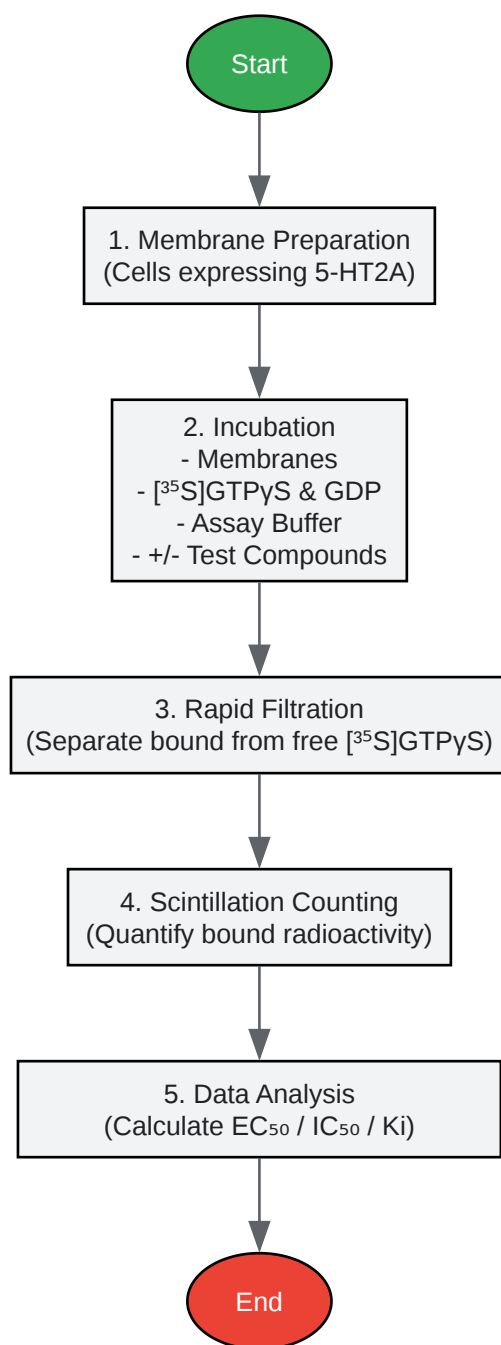 Start
1. Membrane Preparation
(Cells expressing 5-HT2A)
2. Incubation
- Membranes
- [³⁵S]GTPγS & GDP
- Assay Buffer
- +/- Test Compounds
3. Rapid Filtration
(Separate bound from free [³⁵S]GTPγS)
4. Scintillation Counting
(Quantify bound radioactivity)
5. Data Analysis
(Calculate EC₅₀ / IC₅₀ / Ki)
End